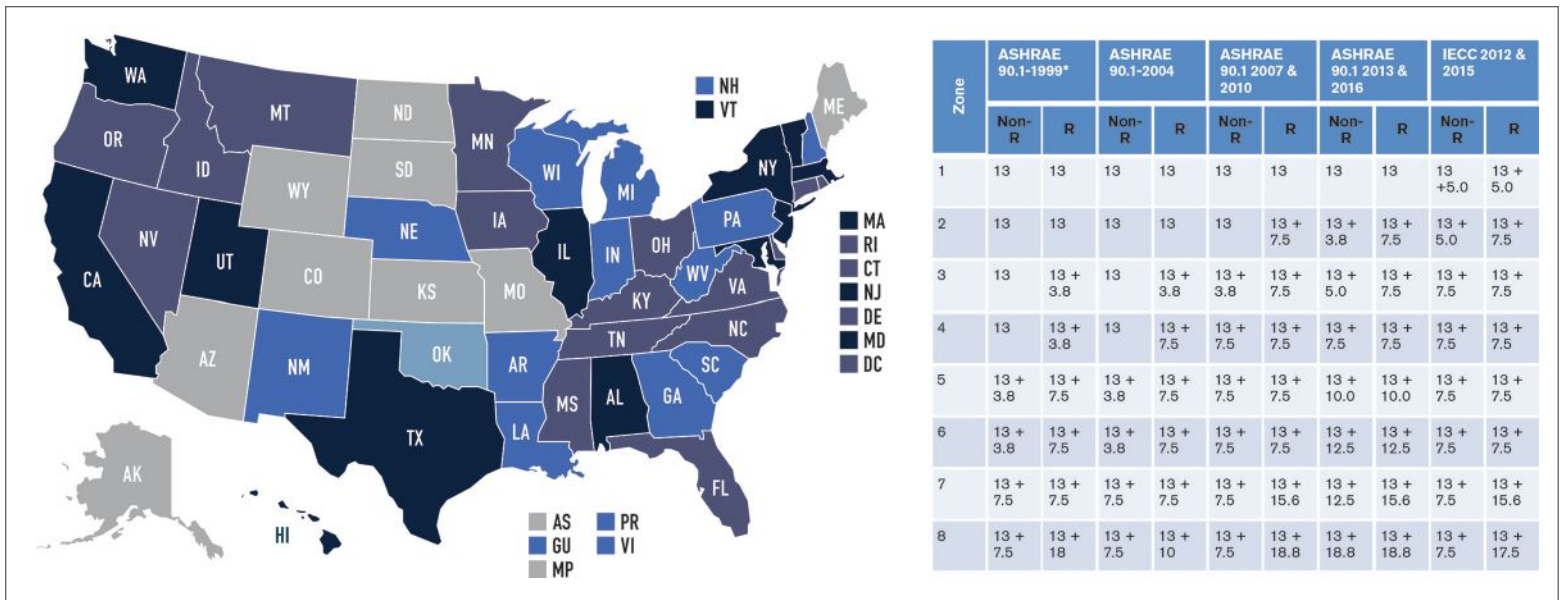 WA
MT
ND
MN
ME
NH
VT
OR
ID
WY
SD
WI
MI
NY
NV
UT
CO
NE
IA
IL
IN
OH
PA
WV
VA
CA
AZ
NM
KS
MO
KY
TN
NC
OK
AR
SC
TX
LA
MS
AL
GA
FL
AK
HI
MA
RI
CT
NJ
DE
MD
DC
AS
GU
MP
PR
VI
Zone
ASHRAE 90.1-1999*
ASHRAE 90.1-2004
ASHRAE 90.1 2007 & 2010
ASHRAE 90.1 2013 & 2016
IECC 2012 & 2015
Non-R R Non-R R Non-R R Non-R R Non-R R
1 13 13 13 13 13 13 13 13 13 +5.0 13 + 5.0
2 13 13 13 13 13 13 + 7.5 13 + 3.8 13 + 7.5 13 + 5.0 13 + 7.5
3 13 13 + 3.8 13 13 + 3.8 13 + 3.8 13 + 7.5 13 + 5.0 13 + 7.5 13 + 7.5 13 + 7.5
4 13 13 + 3.8 13 13 + 7.5 13 + 7.5 13 + 7.5 13 + 7.5 13 + 7.5 13 + 7.5 13 + 7.5
5 13 + 3.8 13 + 7.5 13 + 3.8 13 + 7.5 13 + 7.5 13 + 7.5 13 + 10.0 13 + 10.0 13 + 7.5 13 + 7.5
6 13 + 3.8 13 + 7.5 13 + 3.8 13 + 7.5 13 + 7.5 13 + 7.5 13 + 12.5 13 + 12.5 13 + 7.5 13 + 7.5
7 13 + 7.5 13 + 7.5 13 + 7.5 13 + 7.5 13 + 7.5 13 + 15.6 13 + 12.5 13 + 15.6 13 + 7.5 13 + 15.6
8 13 + 7.5 13 + 18 13 + 7.5 13 + 10 13 + 7.5 13 + 18.8 13 + 18.8 13 + 18.8 13 + 7.5 13 + 17.5